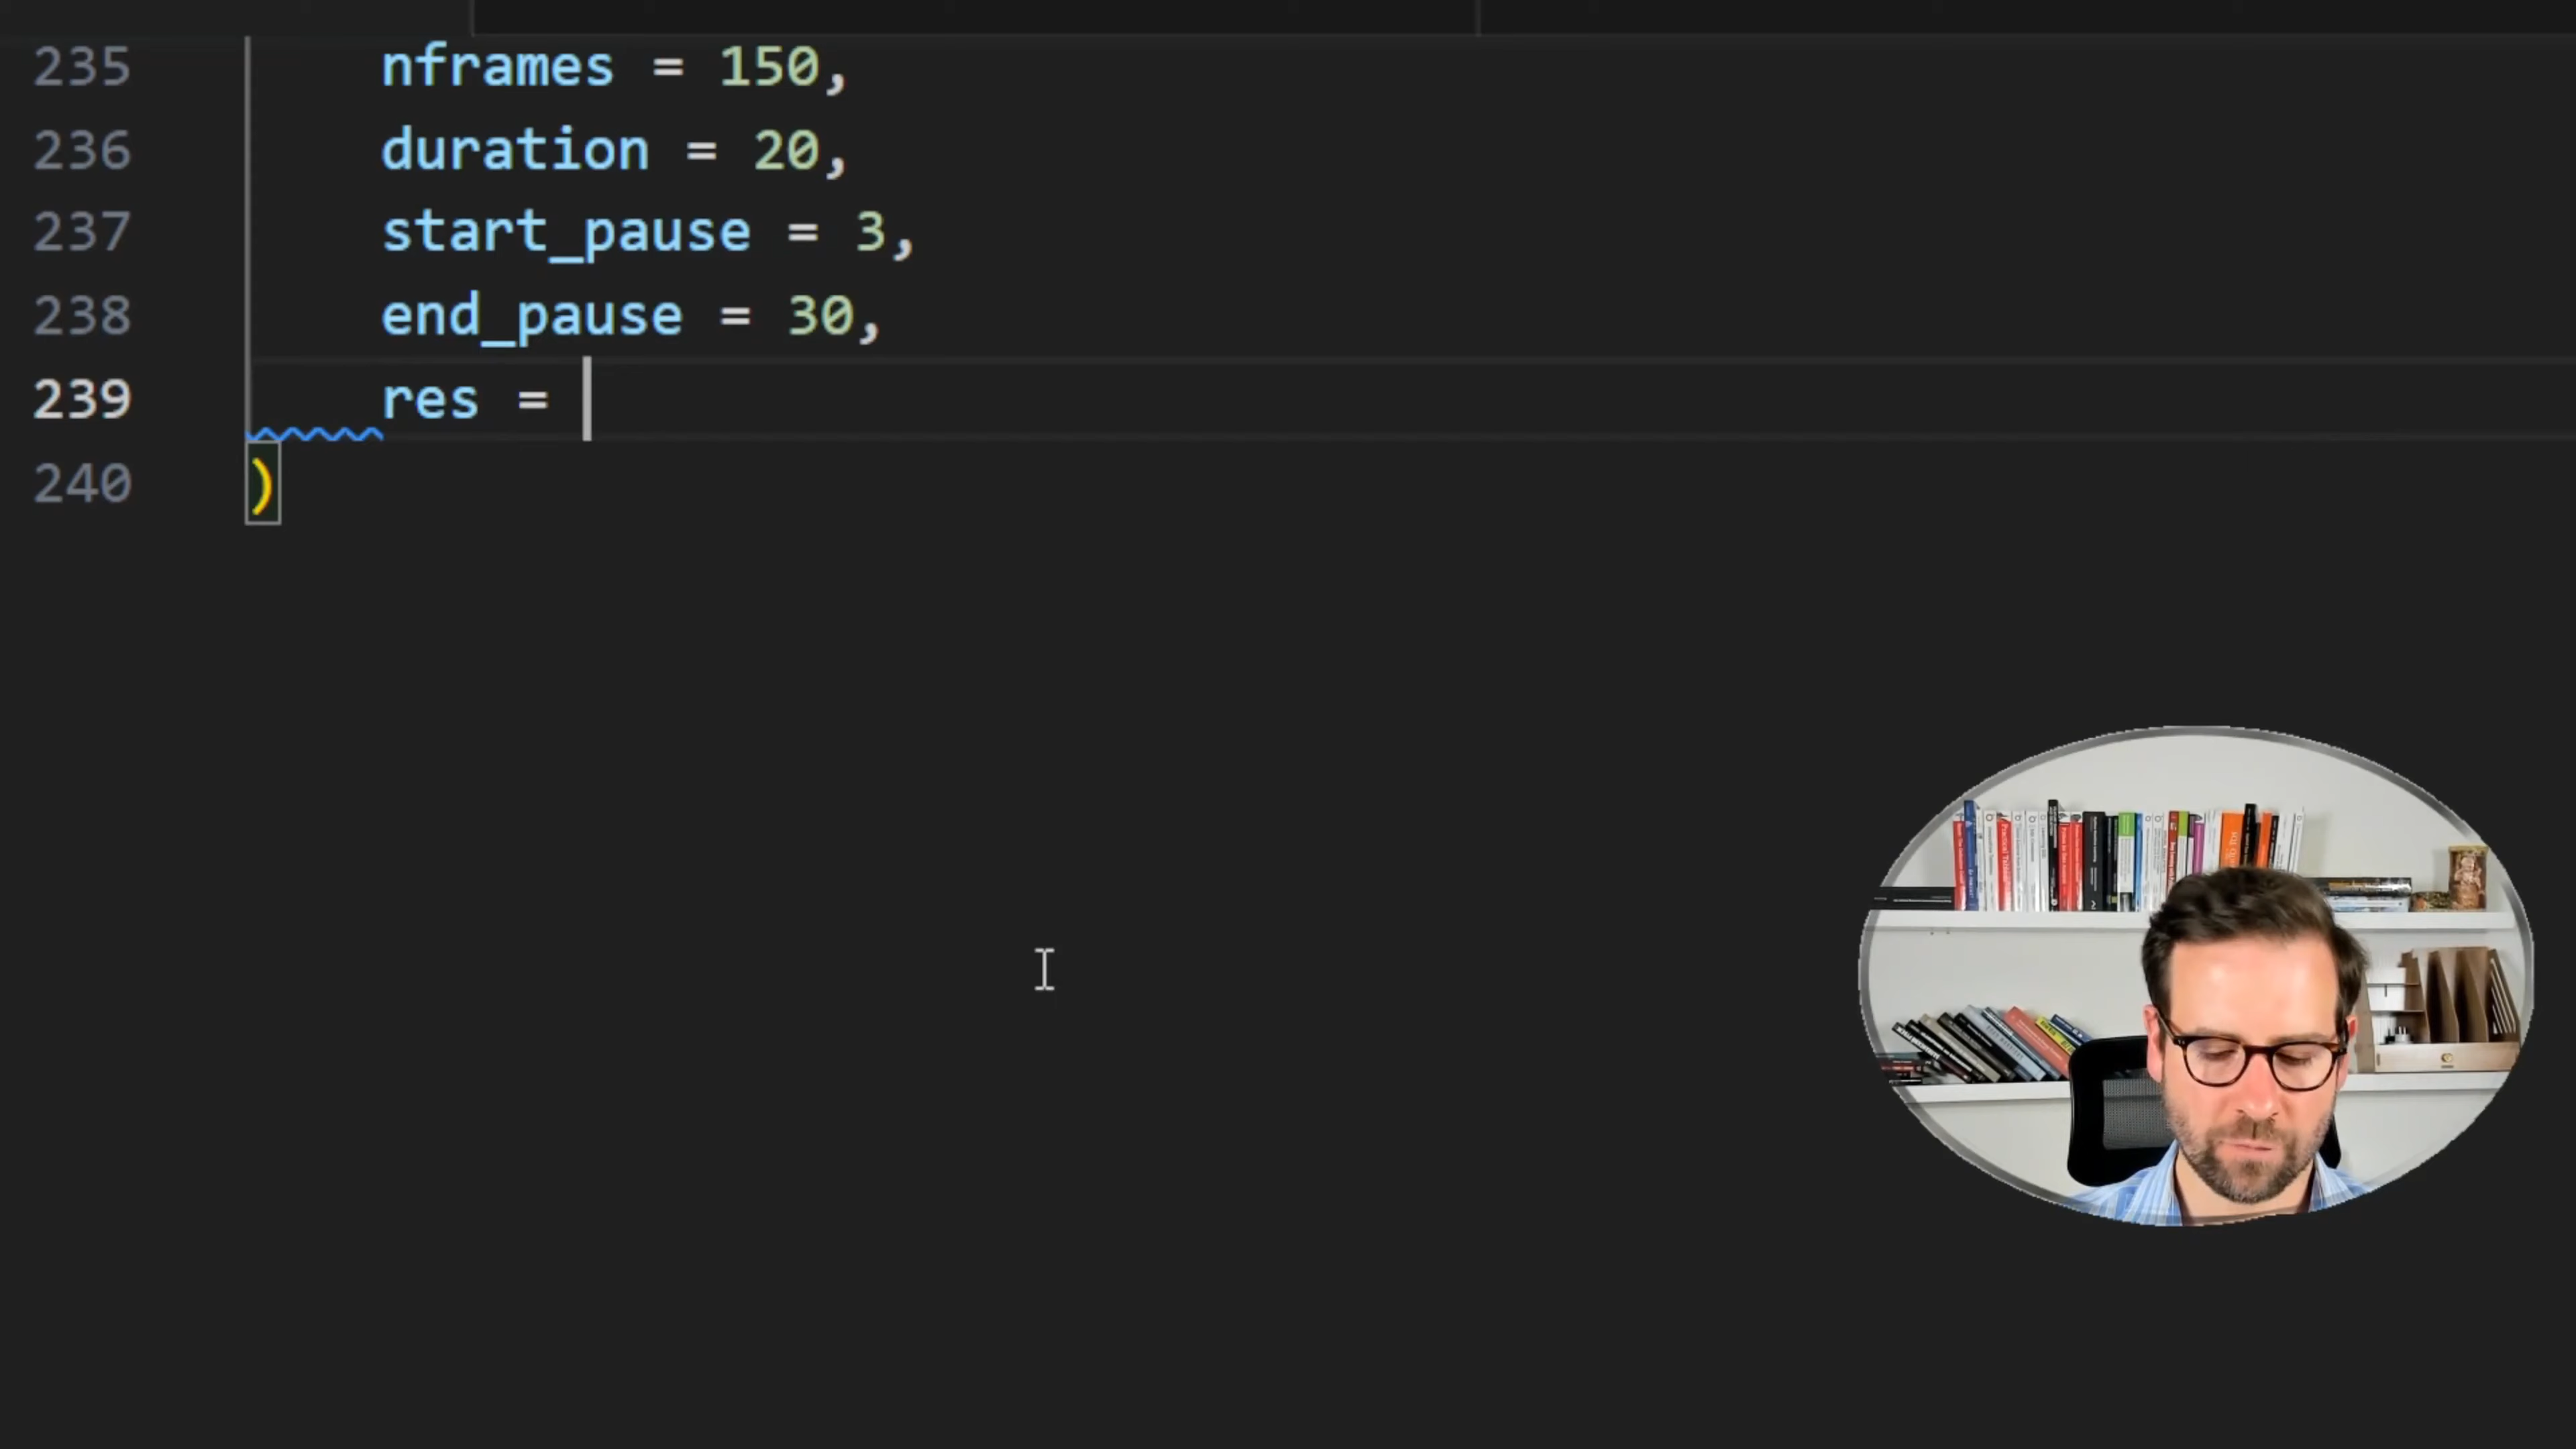 235 nframes = 150,
236 duration = 20,
237 start_pause = 3,
238 end_pause = 30,
239 res =
240 )